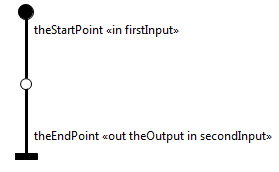 theStartPoint «in firstInput»
theEndPoint «out theOutput in secondInput»